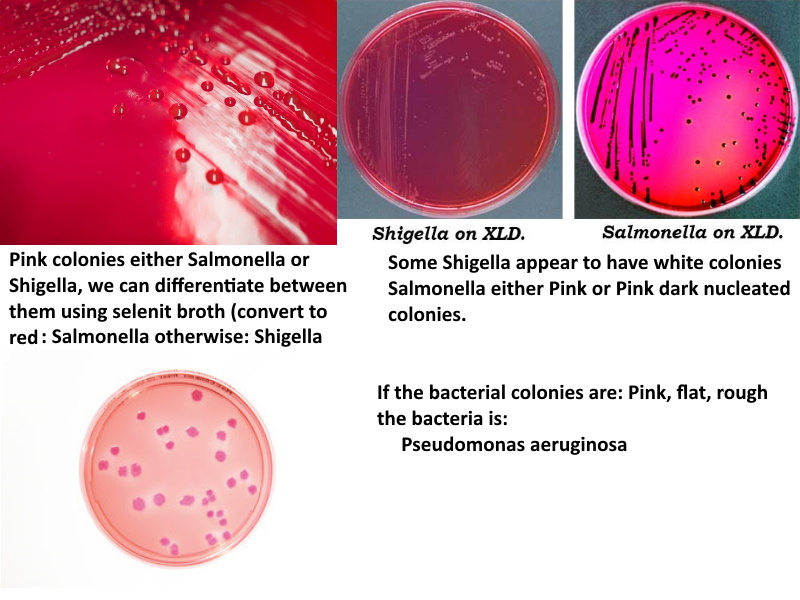 Shigella on XLD.
Salmonella on XLD.
Pink colonies either Salmonella or
Shigella, we can differentiate between
them using selenit broth (convert to
red : Salmonella otherwise: Shigella
Some Shigella appear to have white colonies
Salmonella either Pink or Pink dark nucleated
colonies.
If the bacterial colonies are: Pink, flat, rough
the bacteria is:
Pseudomonas aeruginosa